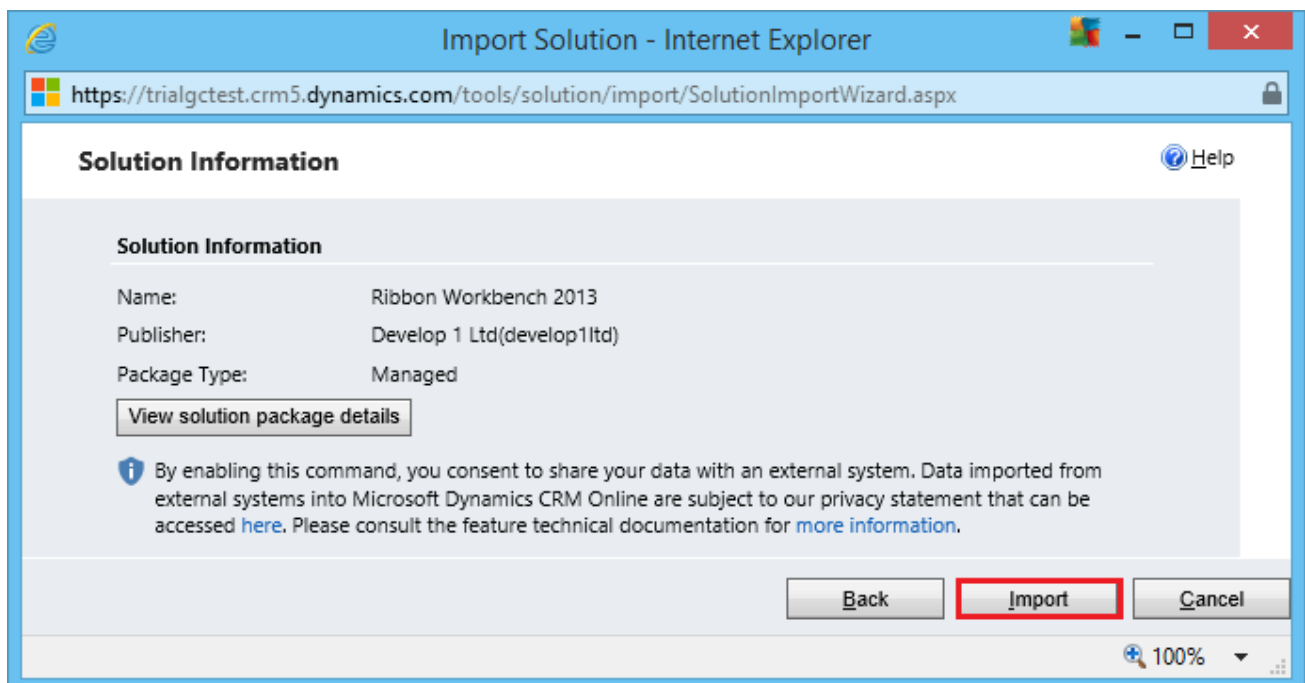 Import Solution - Internet Explorer
https://trialgctest.crm5.dynamics.com/tools/solution/import/SolutionImportWizard.aspx
Solution Information
Help
Solution Information
Name: Ribbon Workbench 2013
Publisher: Develop 1 Ltd(develop1ltd)
Package Type: Managed
View solution package details
By enabling this command, you consent to share your data with an external system. Data imported from
external systems into Microsoft Dynamics CRM Online are subject to our privacy statement that can be
accessed here. Please consult the feature technical documentation for more information.
Back Import Cancel
100%